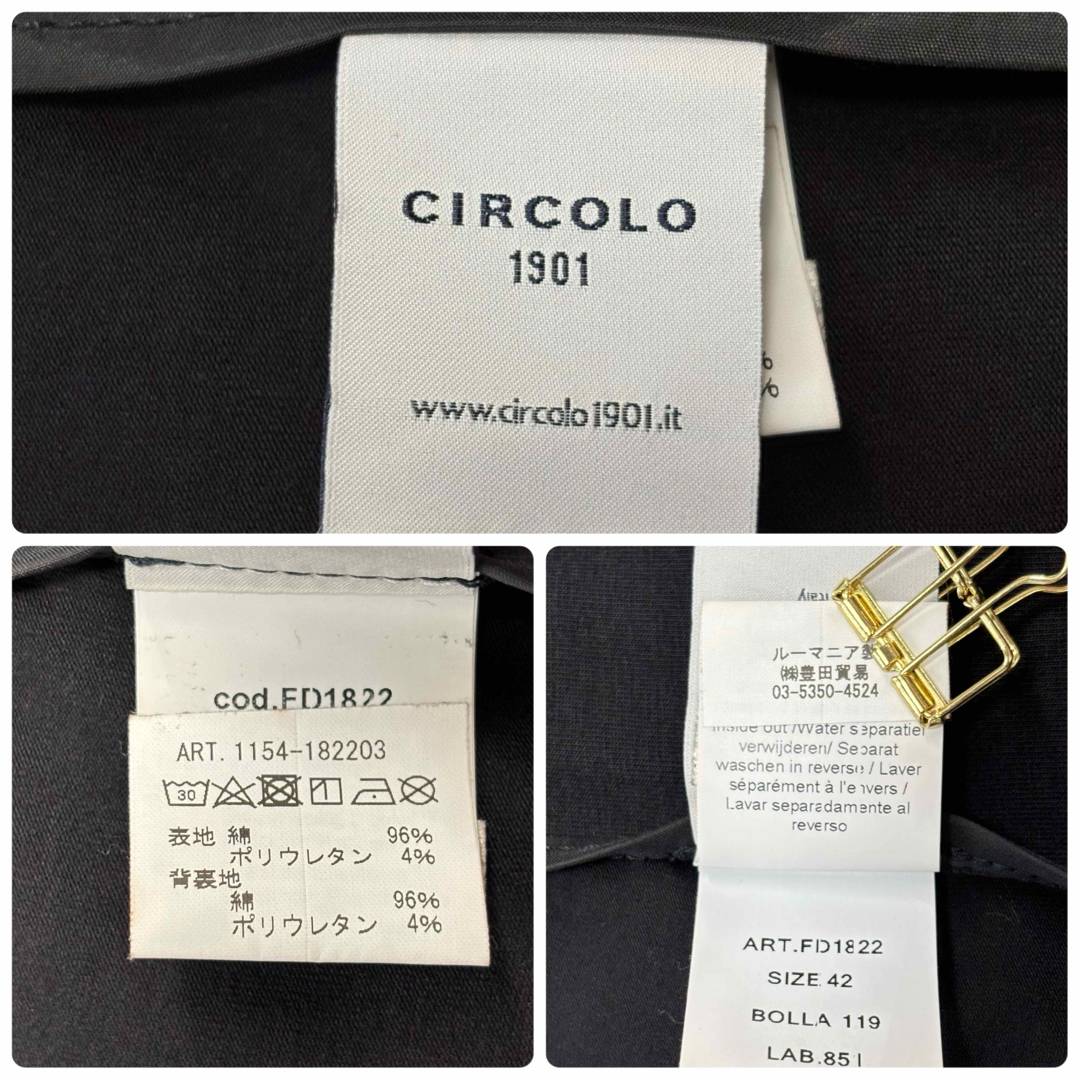 CIRCOLO
1901
www.circolo1901.it
%
%
cod.FD1822
ART. 1154-182203
30
表地 綿 96%
ポリウレタン 4%
背裏地
綿 96%
ポリウレタン 4%
Italy
ルーマニア製
㈱豊田貿易
03-5350-4524
inside out /Water separatief
verwijderen/ Separat
waschen in reverse / Laver
séparément à l'envers /
Lavar separadamente al
reverso
ART.FD1822
SIZE.42
BOLLA 119
LAB.851